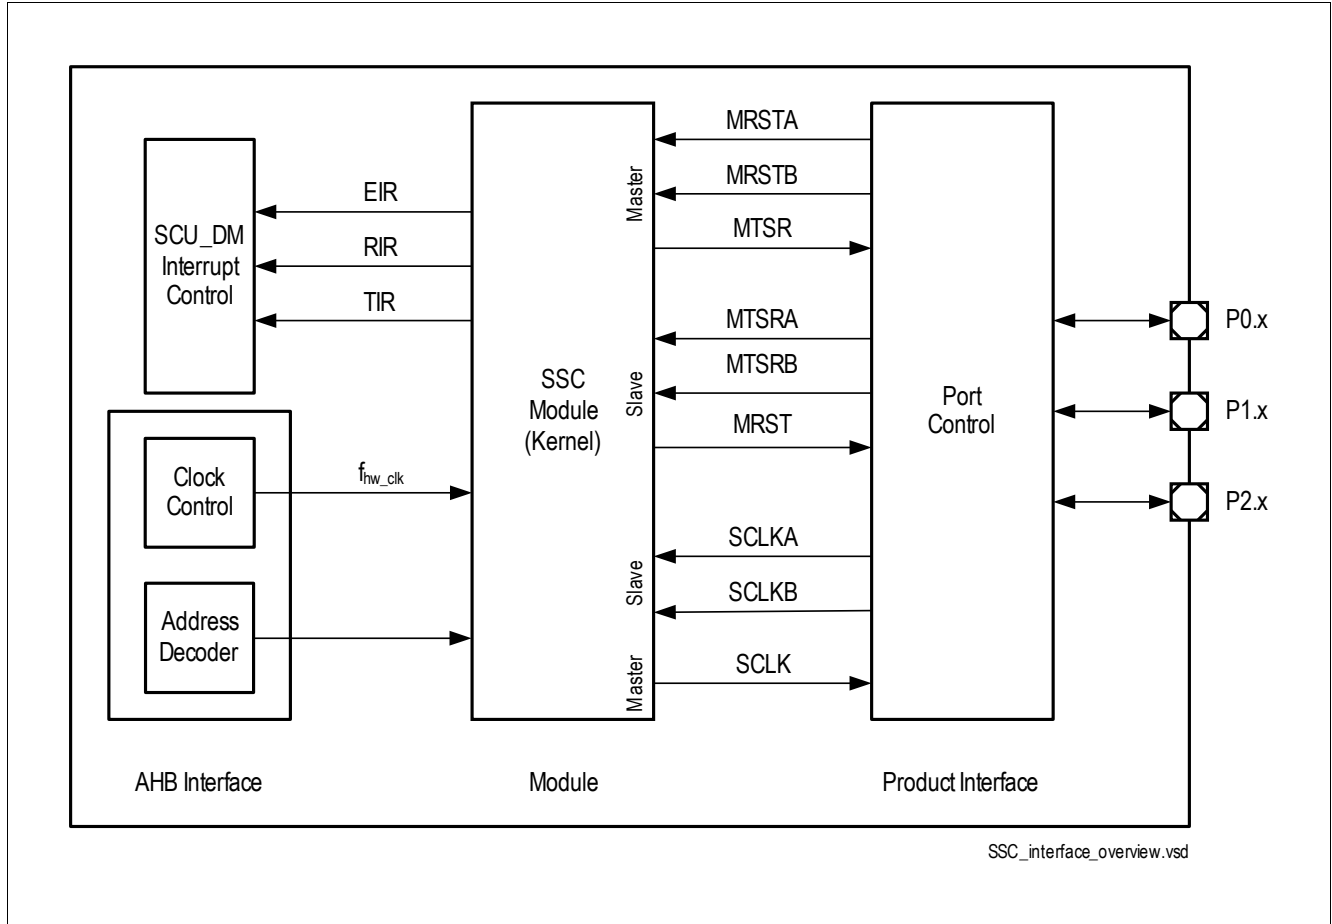 MRSTA
MRSTB
MTSR
Master
EIR
RIR
TIR
SCU_DM
Interrupt
Control
MTSRA
MTSRB
MRST
Slave
SSC
Module
(Kernel)
Port
Control
P0.x
P1.x
P2.x
Clock
Control
fhw_clk
SCLKA
SCLKB
Slave
Address
Decoder
SCLK
Master
AHB Interface
Module
Product Interface
SSC_interface_overview.vsd